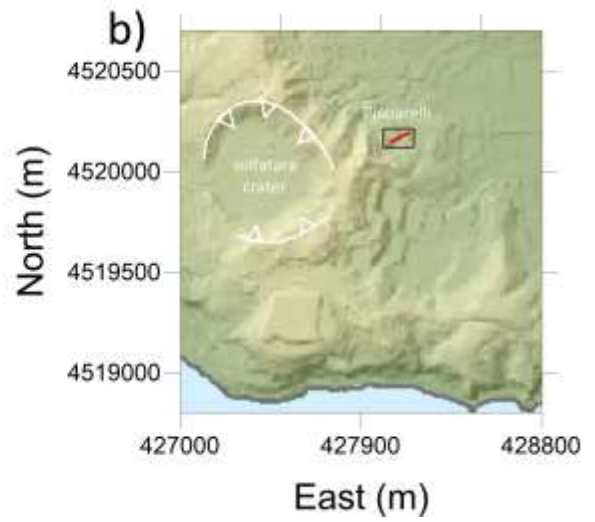 b)
4520500
Pisciarelli
solfatara
crater
4520000
North (m)
4519500
4519000
427000
427900
428800
East (m)